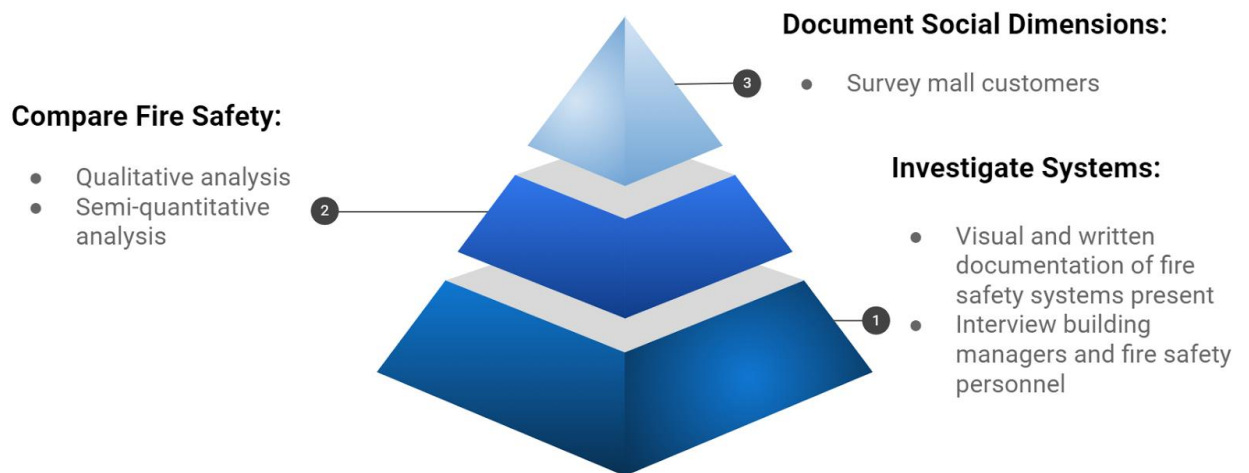 Document Social Dimensions:
3
● Survey mall customers
Compare Fire Safety:
● Qualitative analysis
● Semi-quantitative
analysis
2
Investigate Systems:
● Visual and written
documentation of fire
safety systems present
● Interview building
managers and fire safety
personnel
1